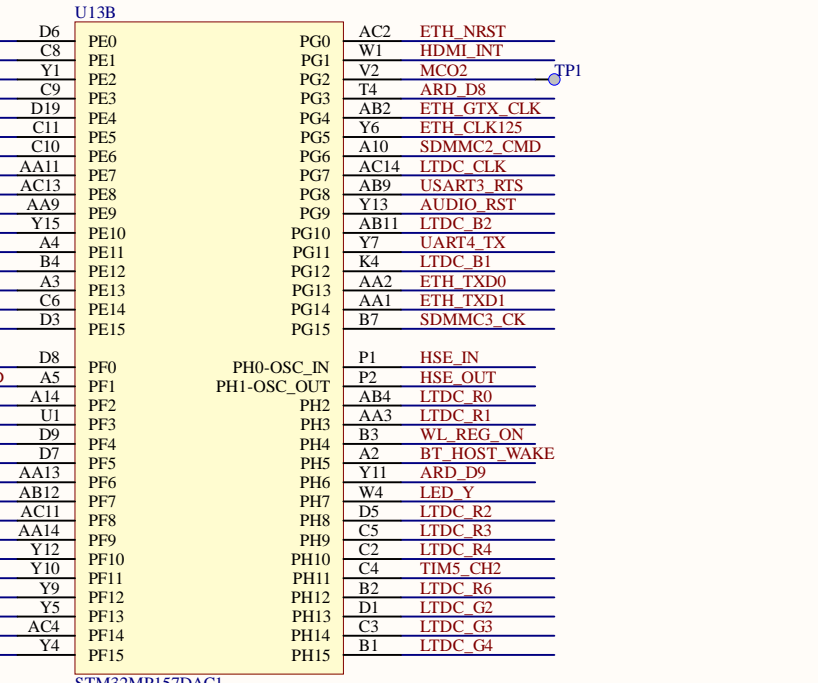 U13B
D6 PE0 PG0 AC2 ETH_NRST
C8 PE1 PG1 W1 HDMI_INT
Y1 PE2 PG2 V2 MCO2 TP1
C9 PE3 PG3 T4 ARD_D8
D19 PE4 PG4 AB2 ETH_GTX_CLK
C11 PE5 PG5 Y6 ETH_CLK125
C10 PE6 PG6 A10 SDMMC2_CMD
AA11 PE7 PG7 AC14 LTDC_CLK
AC13 PE8 PG8 AB9 USART3_RTS
AA9 PE9 PG9 Y13 AUDIO_RST
Y15 PE10 PG10 AB11 LTDC_B2
A4 PE11 PG11 Y7 UART4_TX
B4 PE12 PG12 K4 LTDC_B1
A3 PE13 PG13 AA2 ETH_TXD0
C6 PE14 PG14 AA1 ETH_TXD1
D3 PE15 PG15 B7 SDMMC3_CK
D8 PF0 PH0-OSC_IN P1 HSE_IN
A5 PF1 PH1-OSC_OUT P2 HSE_OUT
A14 PF2 PH2 AB4 LTDC_R0
U1 PF3 PH3 AA3 LTDC_R1
D9 PF4 PH4 B3 WL_REG_ON
D7 PF5 PH5 A2 BT_HOST_WAKE
AA13 PF6 PH6 Y11 ARD_D9
AB12 PF7 PH7 W4 LED_Y
AC11 PF8 PH8 D5 LTDC_R2
AA14 PF9 PH9 C5 LTDC_R3
Y12 PF10 PH10 C2 LTDC_R4
Y10 PF11 PH11 C4 TIM5_CH2
Y9 PF12 PH12 B2 LTDC_R6
Y5 PF13 PH13 D1 LTDC_G2
AC4 PF14 PH14 C3 LTDC_G3
Y4 PF15 PH15 B1 LTDC_G4
STM32MP157DAC1